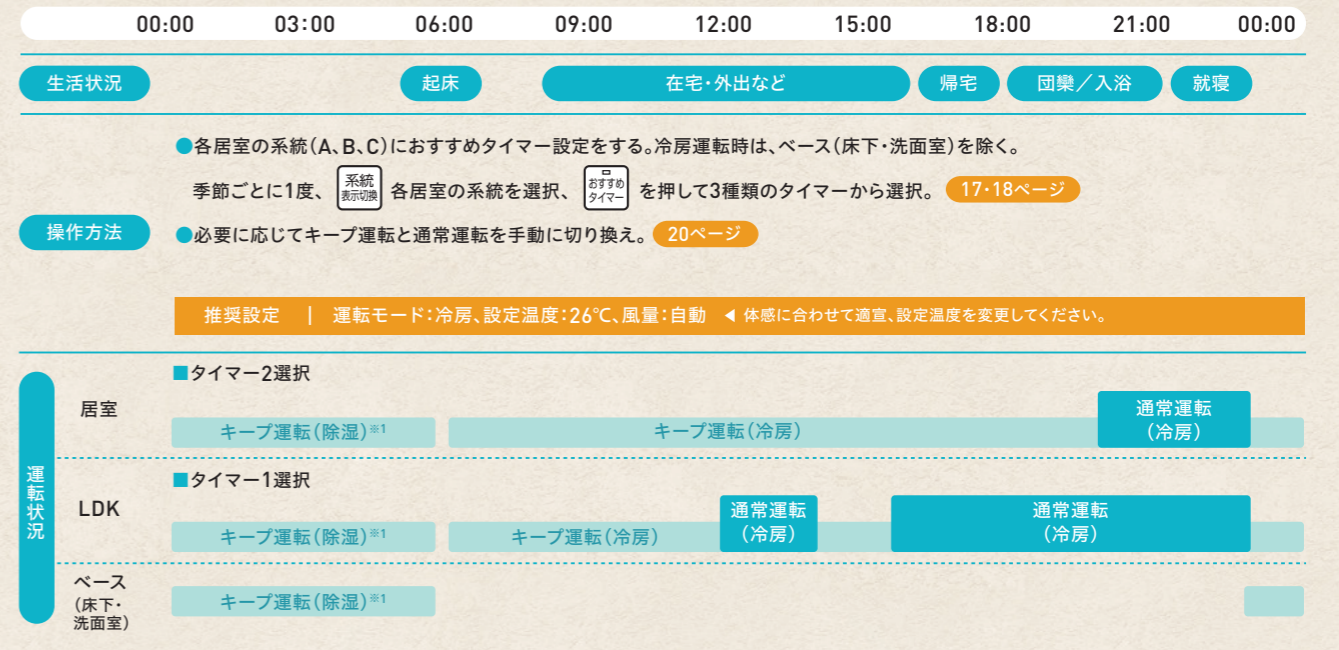 00:00 03:00 06:00 09:00 12:00 15:00 18:00 21:00 00:00
生活状況 起床 在宅・外出など 帰宅 団欒／入浴 就寝
●各居室の系統(A、B、C)におすすめタイマー設定をする。冷房運転時は、ベース(床下・洗面室)を除く。
季節ごとに1度、 系統 表示切換 各居室の系統を選択、 おすすめ タイマー を押して3種類のタイマーから選択。 17・18ページ
操作方法
●必要に応じてキープ運転と通常運転を手動に切り換え。 20ページ
推奨設定 | 運転モード：冷房、設定温度：26℃、風量：自動 ◀ 体感に合わせて適宜、設定温度を変更してください。
運転状況
■タイマー2選択
居室
キープ運転(除湿)※1 キープ運転(冷房) 通常運転
(冷房)
■タイマー1選択
LDK
キープ運転(除湿)※1 キープ運転(冷房) 通常運転
(冷房)
通常運転
(冷房)
ベース
(床下・
洗面室)
キープ運転(除湿)※1